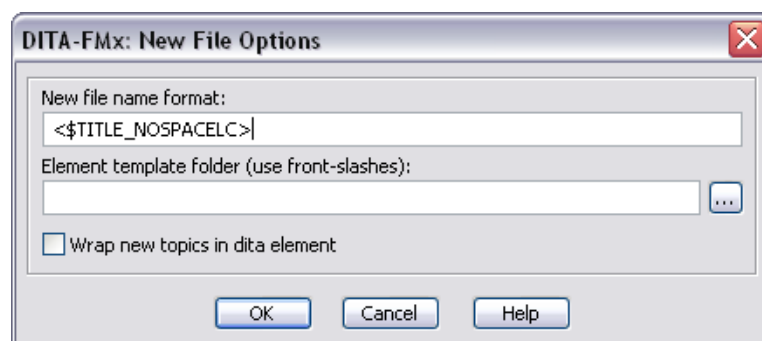 DITA-FMx: New File Options
New file name format:
<$TITLE_NOSPACELC>
Element template folder (use front-slashes):
...
Wrap new topics in dita element
OK Cancel Help